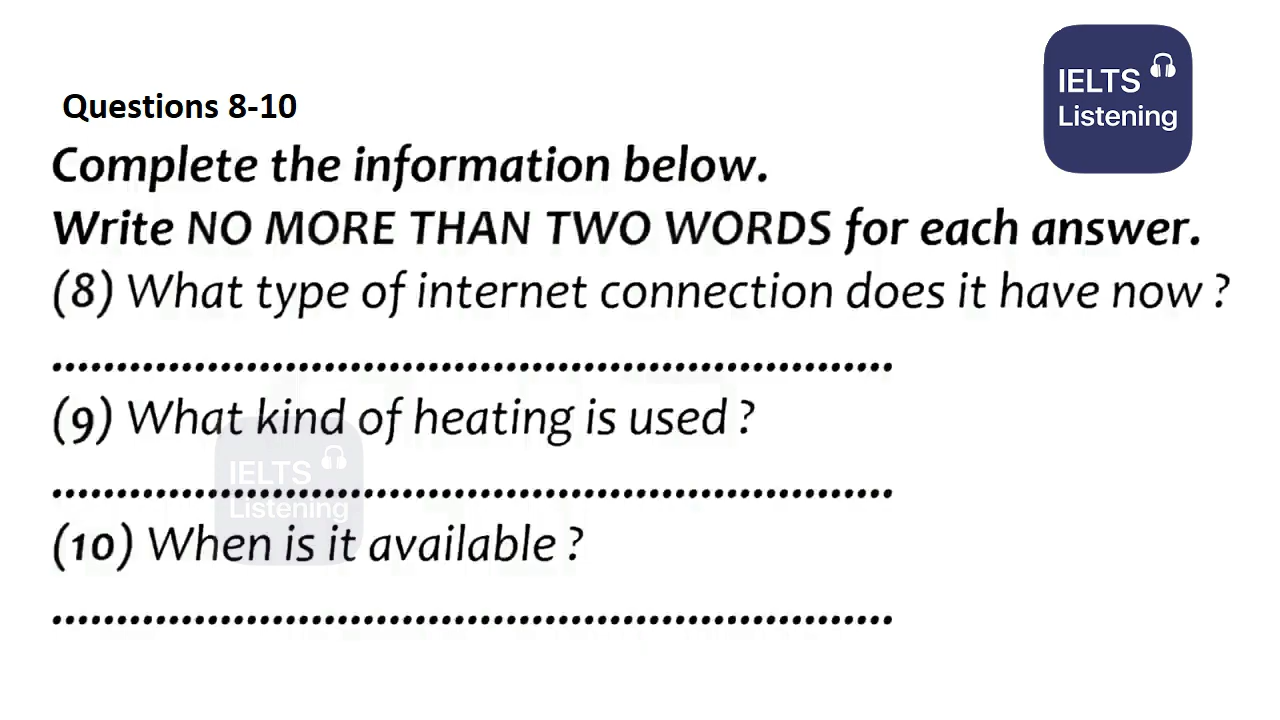 IELTS
Listening
Questions 8-10
Complete the information below.
Write NO MORE THAN TWO WORDS for each answer.
(8) What type of internet connection does it have now ?
................................................................
(9) What kind of heating is used ?
IELTS
................................................................
Listening
(10) When is it available ?
................................................................